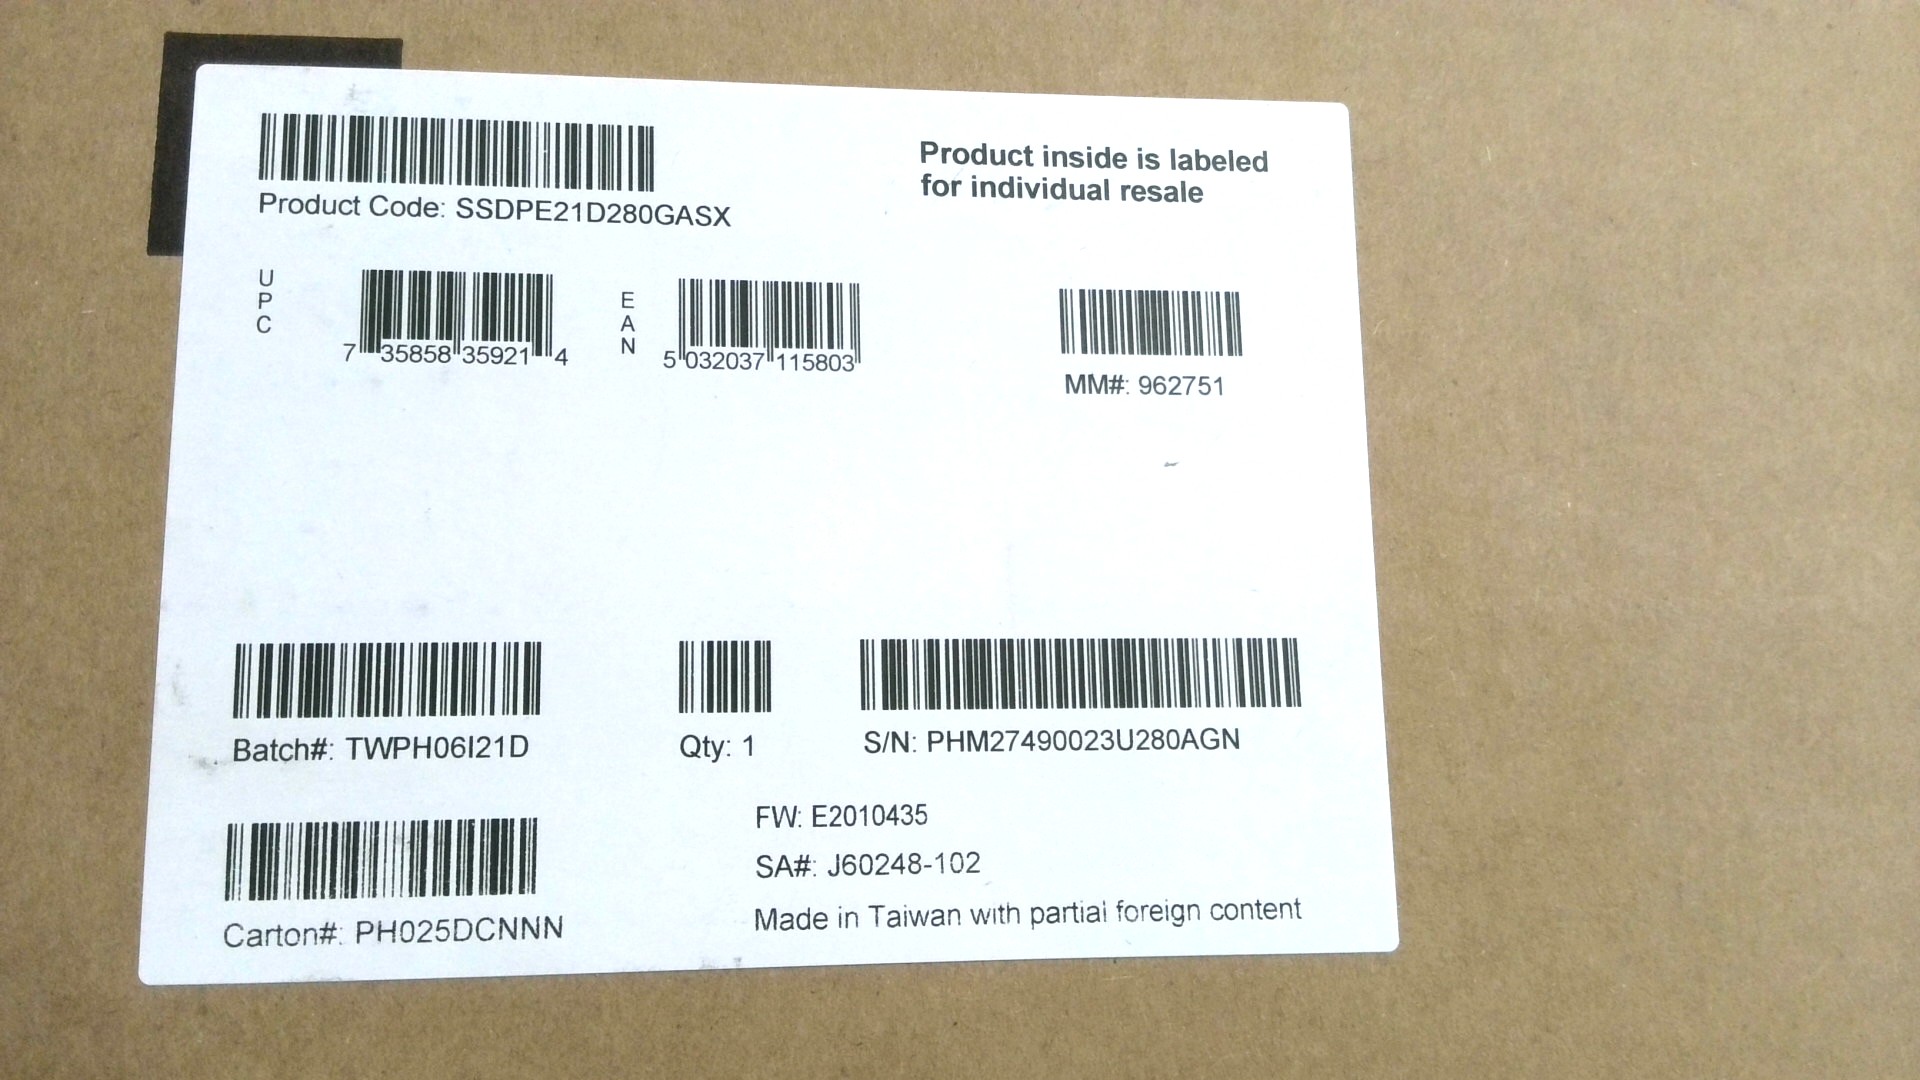 Product Code: SSDPE21D280GASX
Product inside is labeled
for individual resale
UPC
7 35858 35921 4
EAN
5 032037 115803
MM#: 962751
Batch#: TWPH06I21D
Qty: 1
S/N: PHM27490023U280AGN
FW: E2010435
SA#: J60248-102
Made in Taiwan with partial foreign content
Carton#: PH025DCNNN